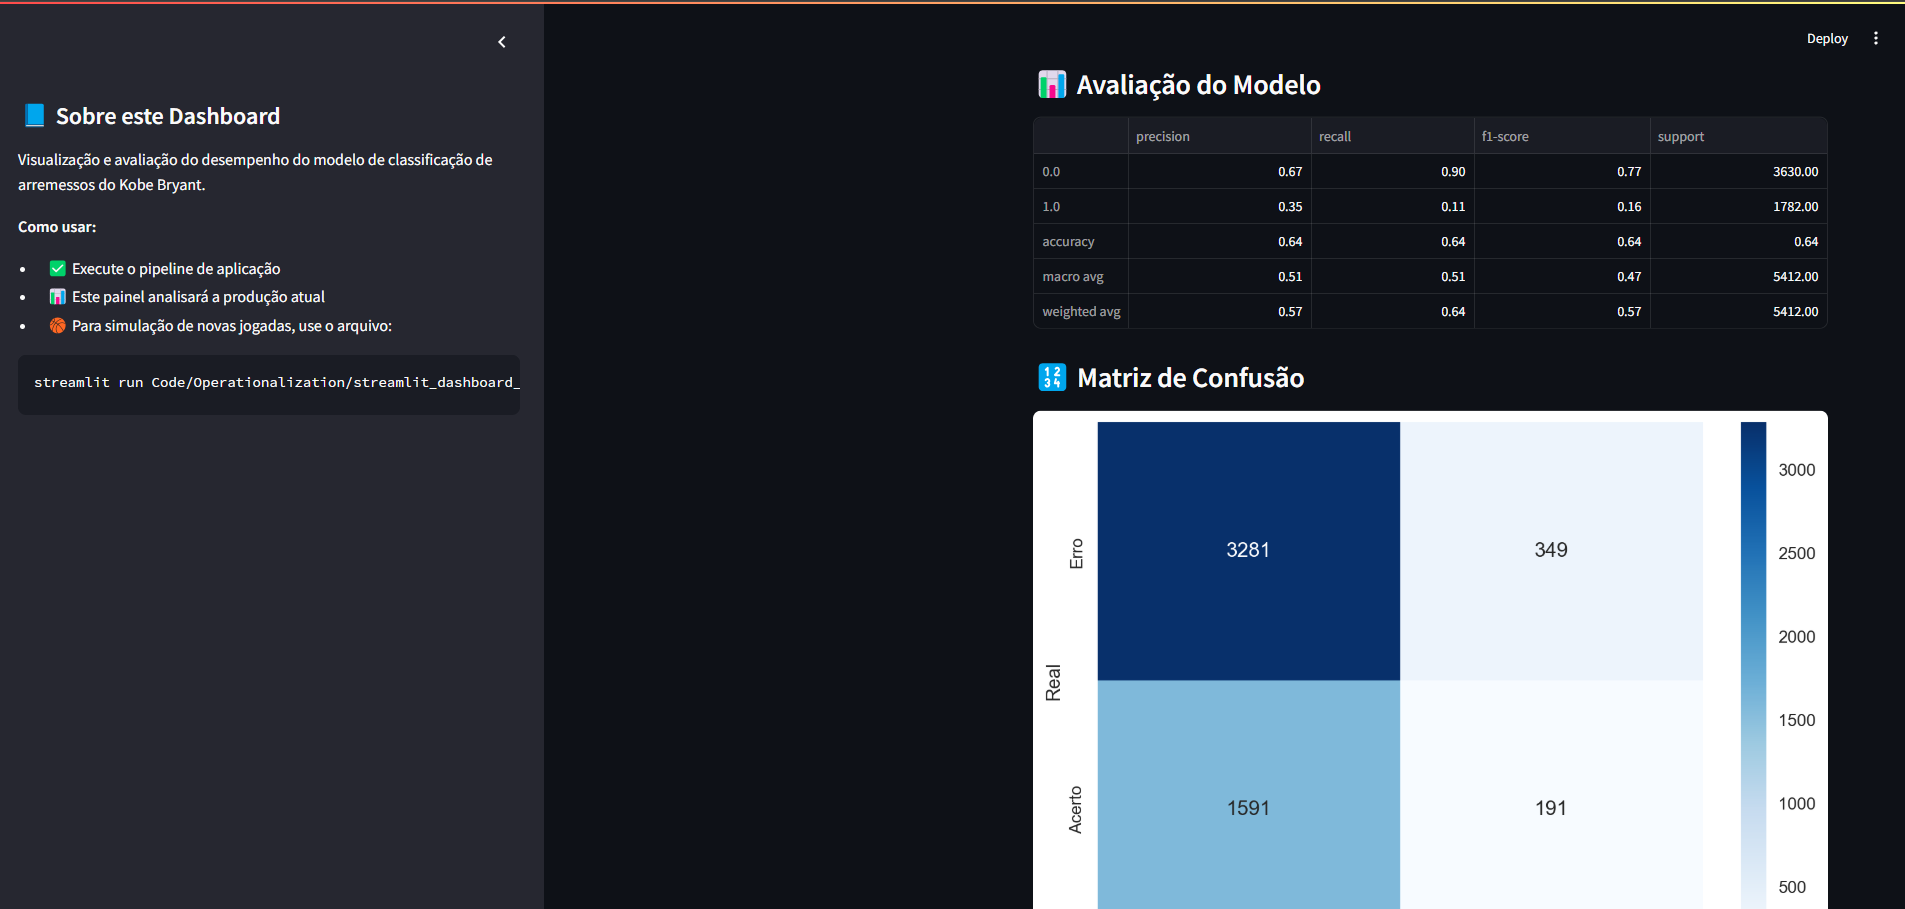 Deploy
📘 Sobre este Dashboard
Visualização e avaliação do desempenho do modelo de classificação de
arremessos do Kobe Bryant.
Como usar:
• ✅ Execute o pipeline de aplicação
• 📊 Este painel analisará a produção atual
• 🏀 Para simulação de novas jogadas, use o arquivo:
streamlit run Code/Operationalization/streamlit_dashboard_
📊 Avaliação do Modelo
precision recall f1-score support
0.0 0.67 0.90 0.77 3630.00
1.0 0.35 0.11 0.16 1782.00
accuracy 0.64 0.64 0.64 0.64
macro avg 0.51 0.51 0.47 5412.00
weighted avg 0.57 0.64 0.57 5412.00
🔢 Matriz de Confusão
Real
Erro
3281 349
Acerto
1591 191
3000
2500
2000
1500
1000
500